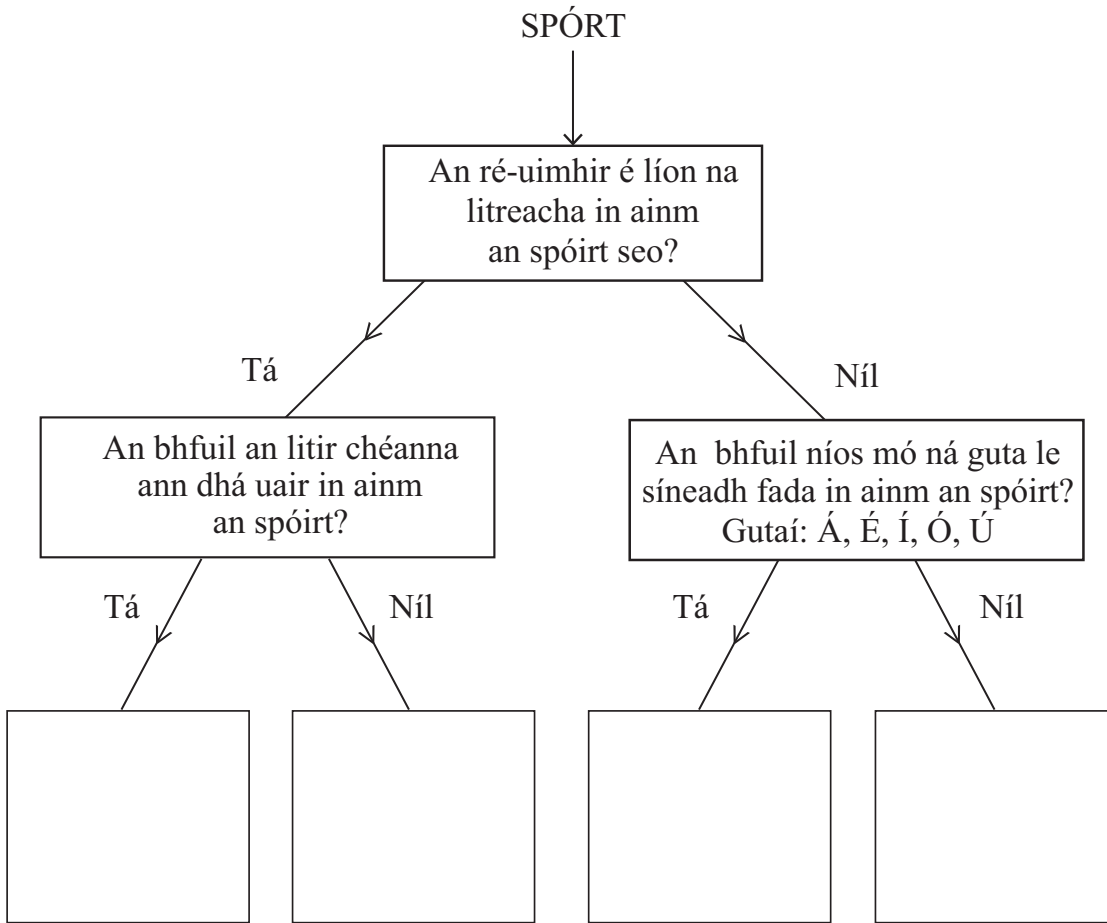 SPÓRT
An ré-uimhir é líon na
litreacha in ainm
an spóirt seo?
Tá
Níl
An bhfuil an litir chéanna
ann dhá uair in ainm
an spóirt?
An bhfuil níos mó ná guta le
síneadh fada in ainm an spóirt?
Gutaí: Á, É, Í, Ó, Ú
Tá
Níl
Tá
Níl